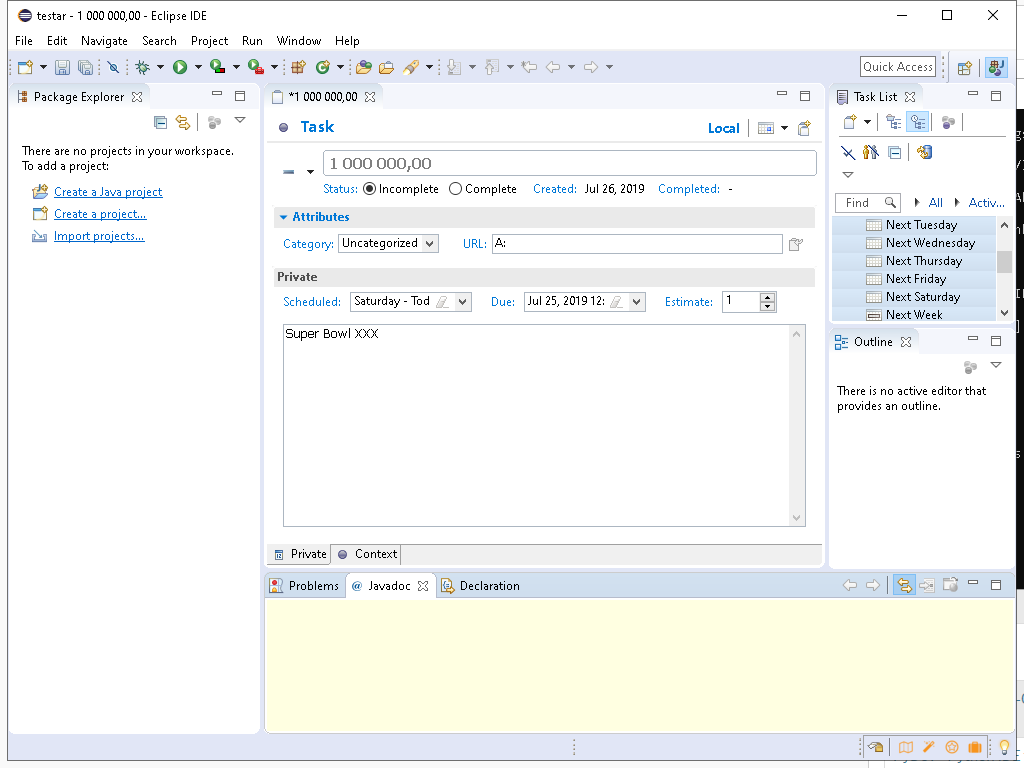 testar - 1 000 000,00 - Eclipse IDE
File Edit Navigate Search Project Run Window Help
Quick Access
Package Explorer
There are no projects in your workspace.
To add a project:
Create a Java project
Create a project...
Import projects...
*1 000 000,00
Task
Local
1 000 000,00
Status: Incomplete Complete Created: Jul 26, 2019 Completed: -
Attributes
Category: Uncategorized URL: A:
Private
Scheduled: Saturday - Tod Due: Jul 25, 2019 12: Estimate: 1
Super Bowl XXX
Private Context
Task List
Find All Activ...
Next Tuesday
Next Wednesday
Next Thursday
Next Friday
Next Saturday
Next Week
Outline
There is no active editor that
provides an outline.
Problems @ Javadoc Declaration